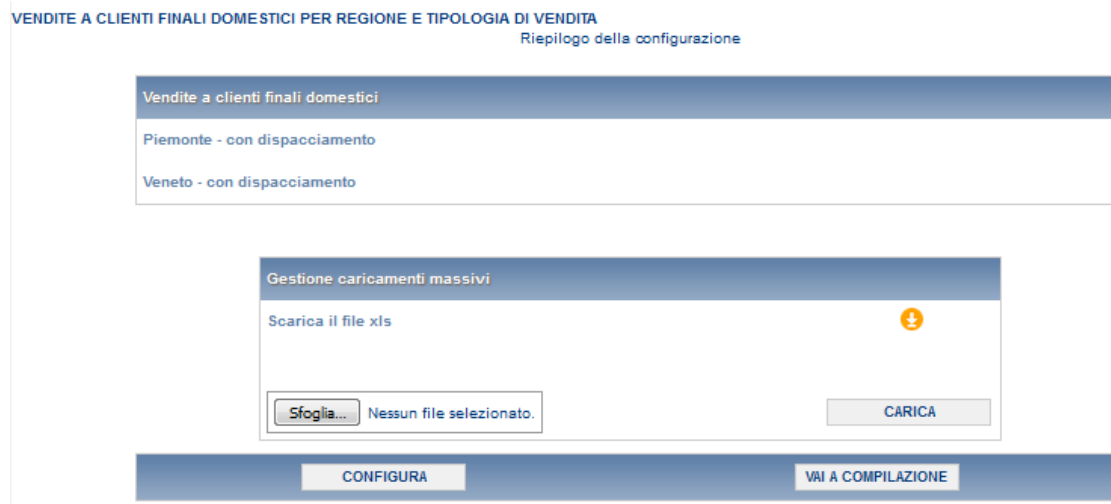 VENDITE A CLIENTI FINALI DOMESTICI PER REGIONE E TIPOLOGIA DI VENDITA
Riepilogo della configurazione
Vendite a clienti finali domestici
Piemonte - con dispacciamento
Veneto - con dispacciamento
Gestione caricamenti massivi
Scarica il file xls
Sfoglia... Nessun file selezionato. CARICA
CONFIGURA VAI A COMPILAZIONE